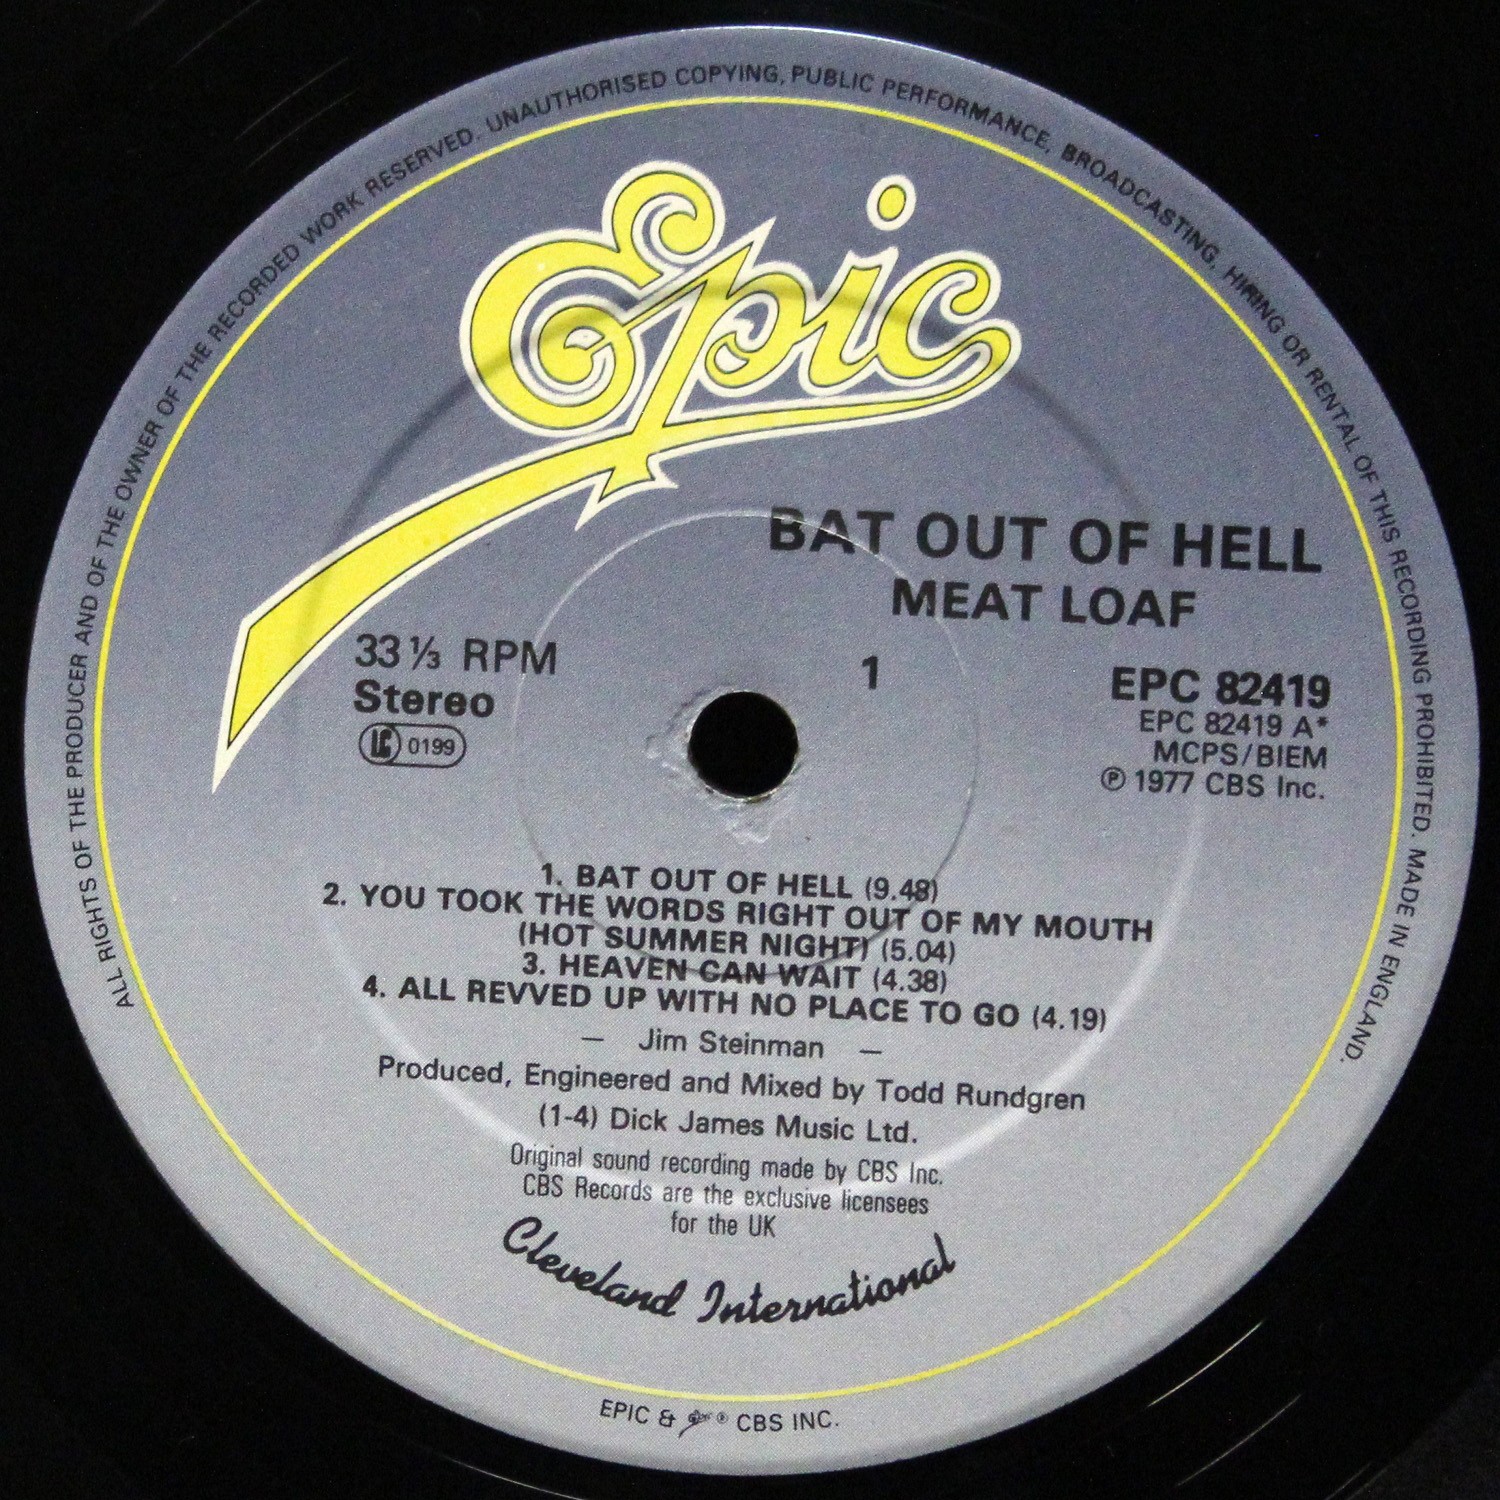 ALL RIGHTS OF THE PRODUCER AND OF THE OWNER OF THE RECORDED WORK RESERVED. UNAUTHORISED COPYING, PUBLIC PERFORMANCE, BROADCASTING, HIRING OR RENTAL OF THIS RECORDING PROHIBITED. MADE IN ENGLAND.
Epic
BAT OUT OF HELL
MEAT LOAF
33 ⅓ RPM
Stereo
LC 0199
1
EPC 82419
EPC 82419 A*
MCPS/BIEM
℗ 1977 CBS Inc.
1. BAT OUT OF HELL (9.48)
2. YOU TOOK THE WORDS RIGHT OUT OF MY MOUTH
(HOT SUMMER NIGHT) (5.04)
3. HEAVEN CAN WAIT (4.38)
4. ALL REVVED UP WITH NO PLACE TO GO (4.19)
— Jim Steinman —
Produced, Engineered and Mixed by Todd Rundgren
(1-4) Dick James Music Ltd.
Original sound recording made by CBS Inc.
CBS Records are the exclusive licensees
for the UK
Cleveland International
EPIC & Epic ® CBS INC.